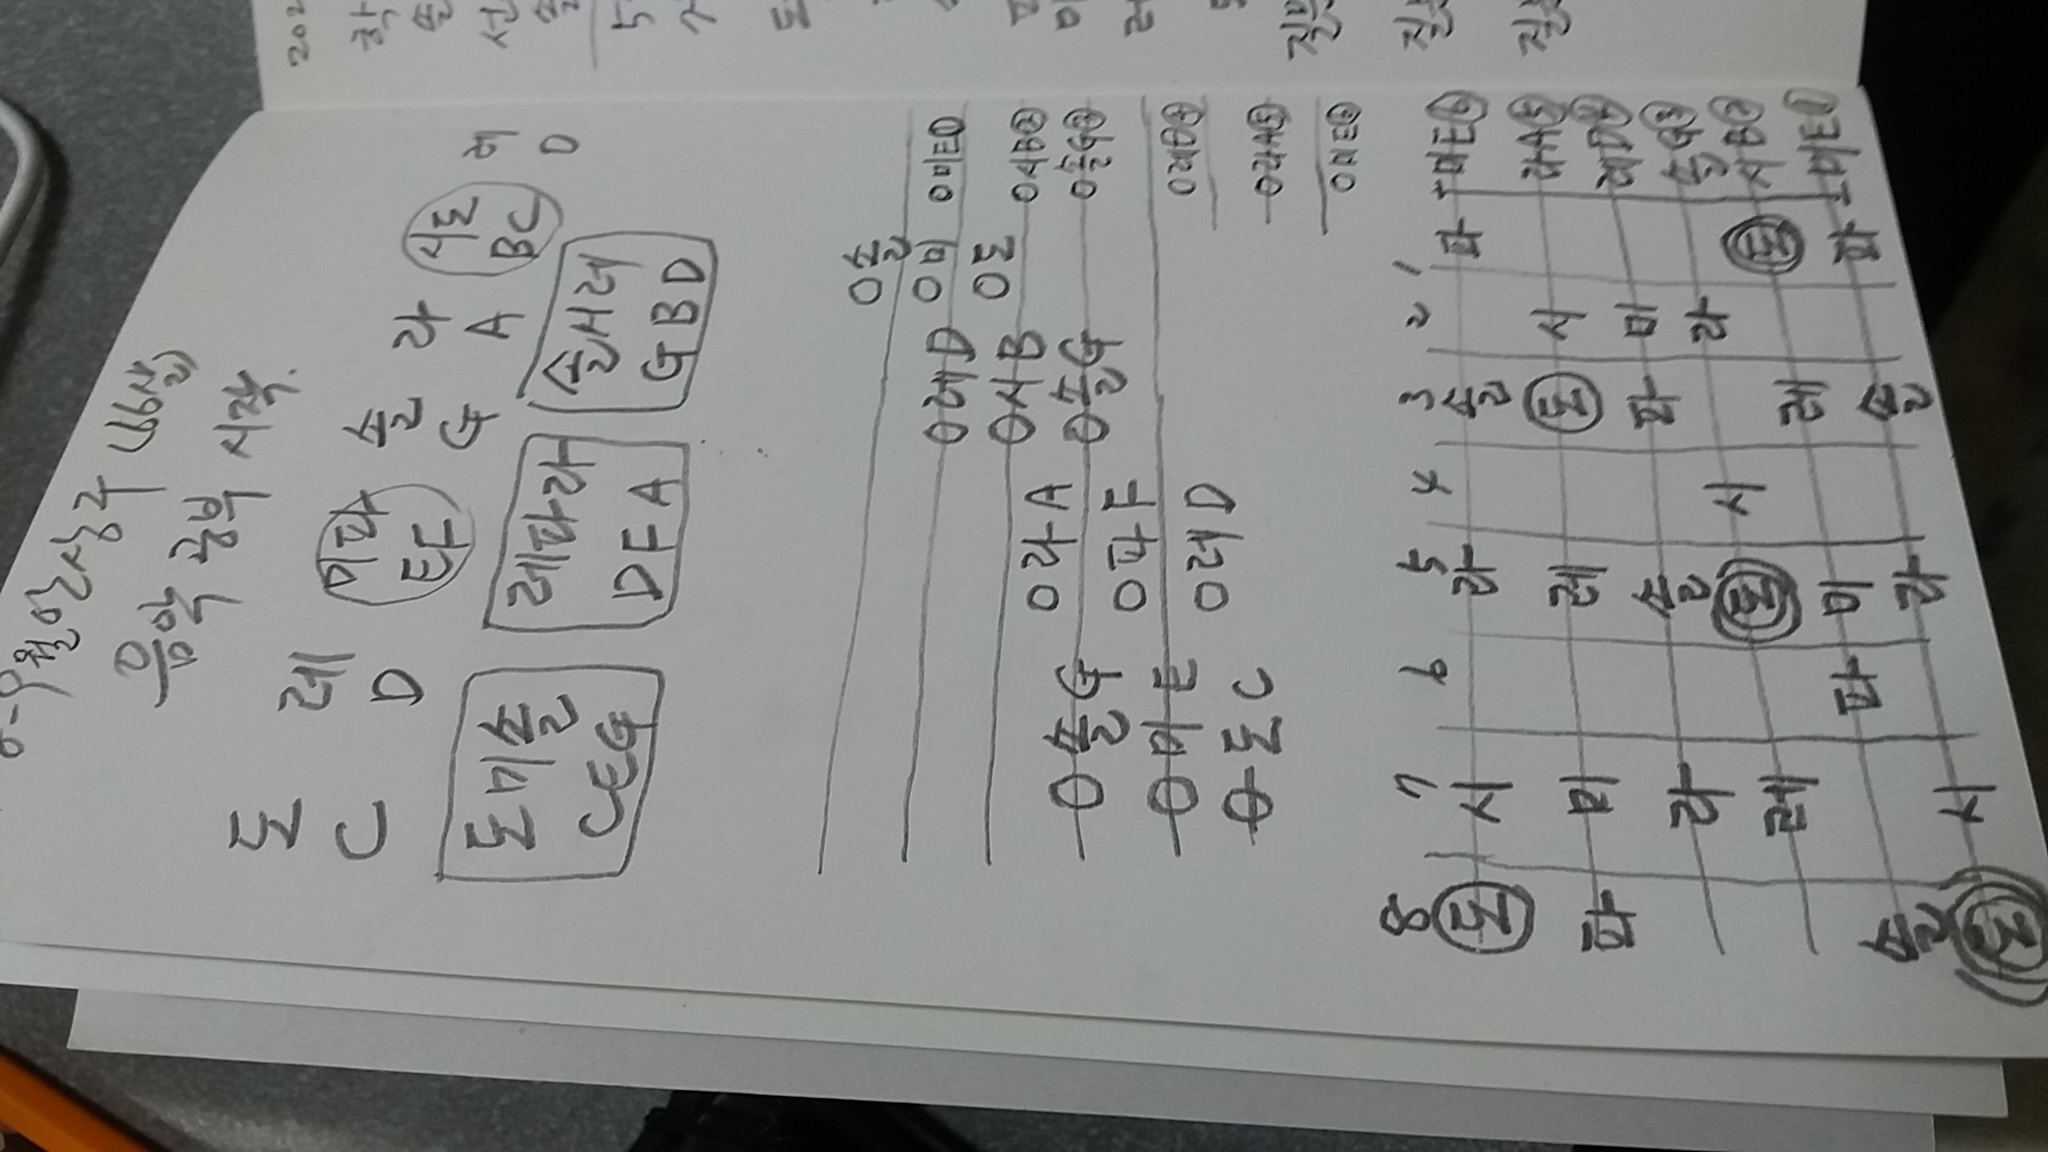 8-9월 안상구 (66살)
음악 공부 시작.
도 레 미파 솔 라 시도 레
C D EF G A BC D
도미솔 레파라 솔시레
CEG DFA GBD
O솔
O레D O미 O미E①
O시B O도 O시B②
O솔G O라A O솔G O솔G③
O미E O파F
O도C O레D O레D④
O라A⑤
O미E⑥
8 7 6 5 4 3 2 1
도 시 라 솔 파 미E⑥
파 미 레 도 시 라A⑤
라 솔 파 미 레D④
레 도 시 라 솔G③
솔 파 미 레 도 시B②
도 시 라 솔 파 미E①
202
학
솔
선
솔
5
도
미
질문
질문
질문